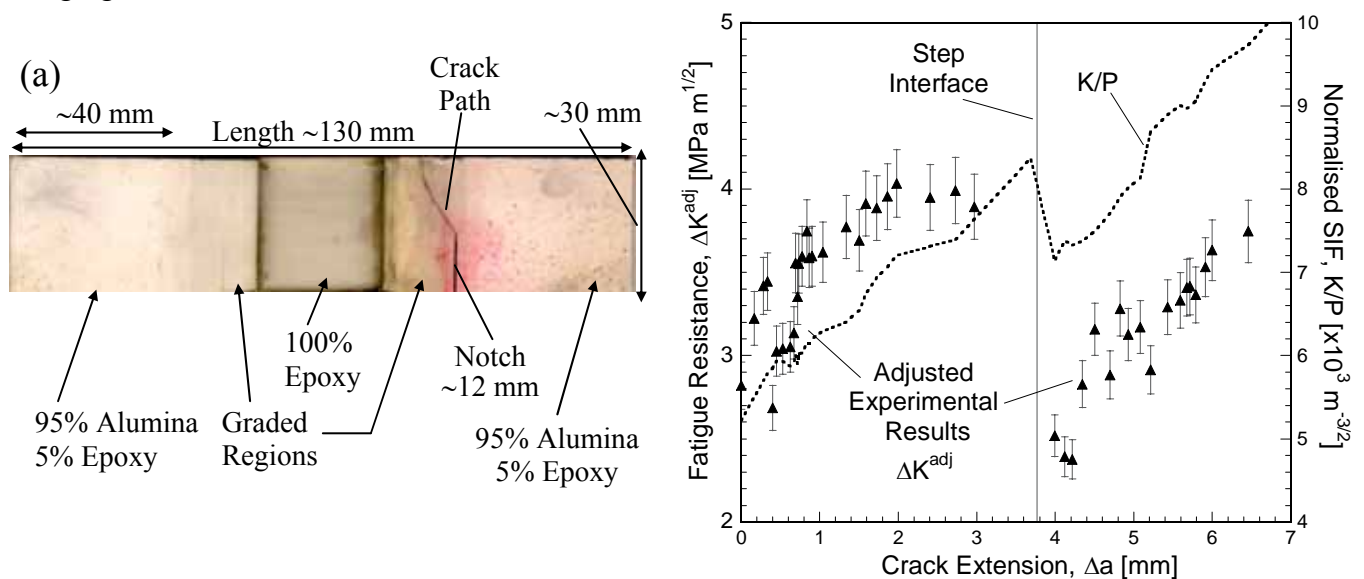 (a)
Crack
Path
~40 mm
~30 mm
Length ~130 mm
100%
Epoxy
Notch
~12 mm
95% Alumina
5% Epoxy
Graded
Regions
95% Alumina
5% Epoxy
Fatigue Resistance, ΔK^adj [MPa m^1/2]
5
4
3
2
Step
Interface
K/P
Adjusted
Experimental
Results
ΔK^adj
10
9
8
7
6
5
4
Normalised SIF, K/P [x10^3 m^-3/2]
0 1 2 3 4 5 6 7
Crack Extension, Δa [mm]